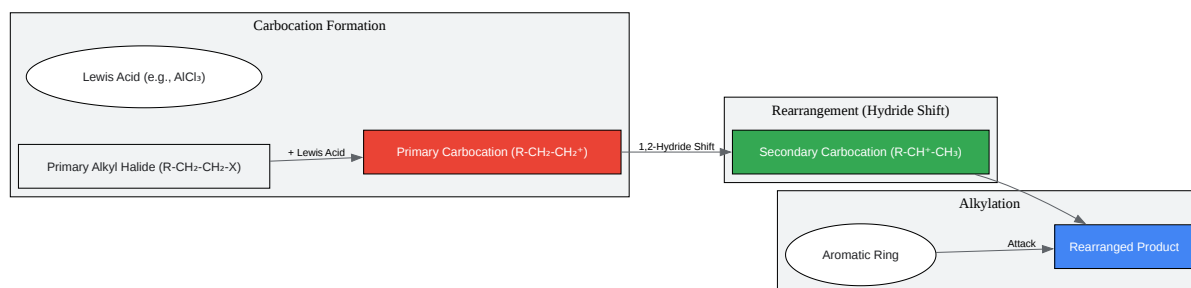 Carbocation Formation
Lewis Acid (e.g., AlCl₃)
Primary Alkyl Halide (R-CH₂-CH₂-X)
+ Lewis Acid
Primary Carbocation (R-CH₂-CH₂⁺)
1,2-Hydride Shift
Rearrangement (Hydride Shift)
Secondary Carbocation (R-CH⁺-CH₃)
Alkylation
Aromatic Ring
Attack
Rearranged Product